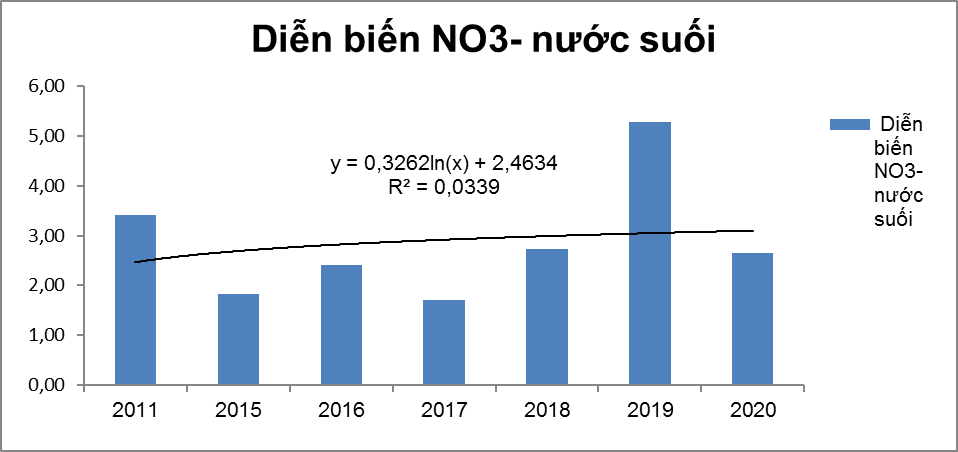 Diễn biến NO3- nước suối
6,00
5,00
4,00
3,00
2,00
1,00
0,00
y = 0,3262ln(x) + 2,4634
R² = 0,0339
2011 2015 2016 2017 2018 2019 2020
Diễn
biến
NO3-
nước
suối